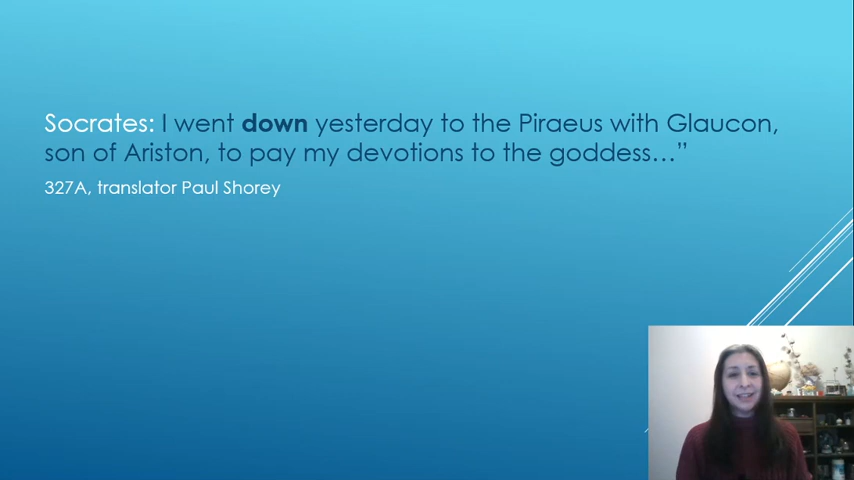 Socrates: I went down yesterday to the Piraeus with Glaucon,
son of Ariston, to pay my devotions to the goddess…”
327A, translator Paul Shorey